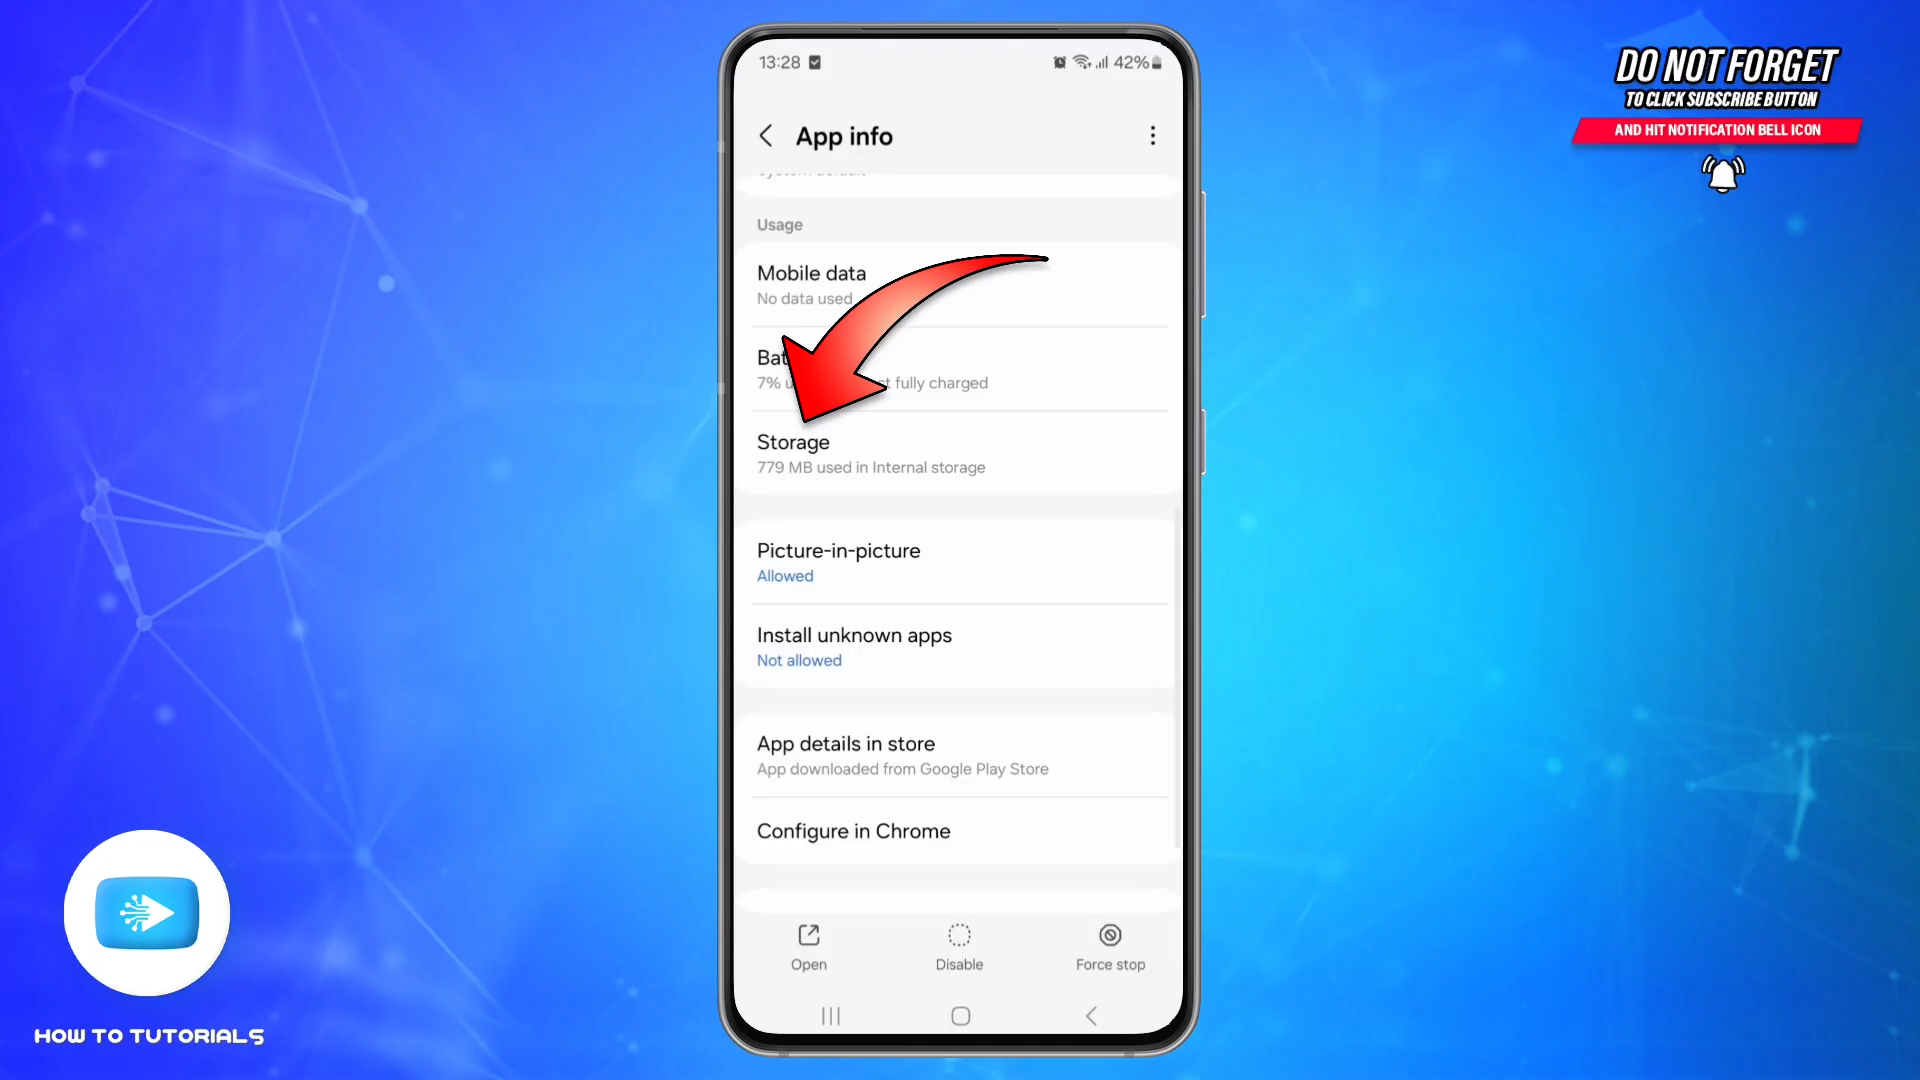 DO NOT FORGET
TO CLICK SUBSCRIBE BUTTON
AND HIT NOTIFICATION BELL ICON
13:28
42%
App info
Usage
Mobile data
No data used
Bat
7% u
t fully charged
Storage
779 MB used in Internal storage
Picture-in-picture
Allowed
Install unknown apps
Not allowed
App details in store
App downloaded from Google Play Store
Configure in Chrome
Open
Disable
Force stop
HOW TO TUTORIALS